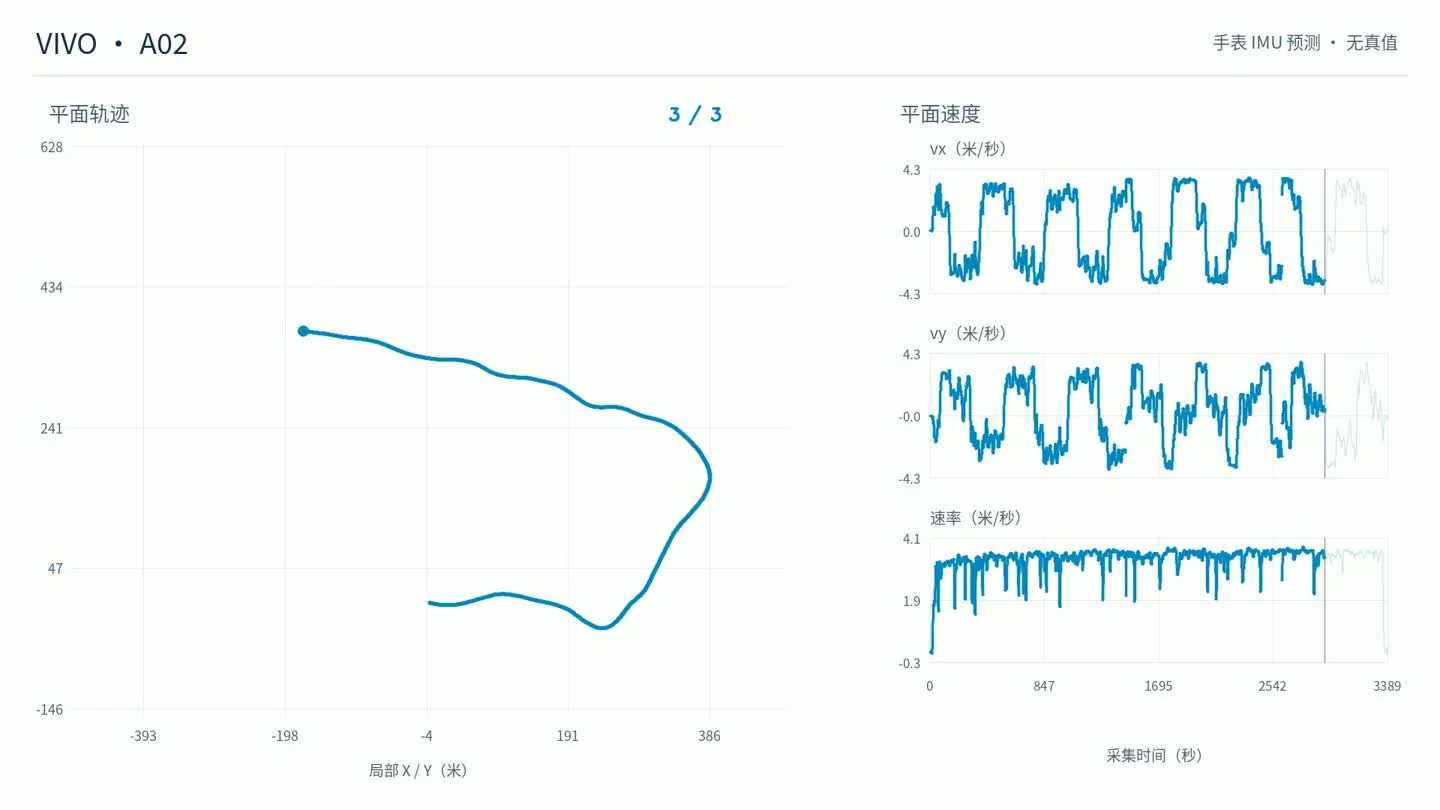 VIVO · A02
手表 IMU 预测 · 无真值
平面轨迹
3 / 3
628
434
241
47
-146
-393
-198
-4
191
386
局部 X / Y（米）
平面速度
vx（米/秒）
4.3
0.0
-4.3
vy（米/秒）
4.3
-0.0
-4.3
速率（米/秒）
4.1
1.9
-0.3
0
847
1695
2542
3389
采集时间（秒）